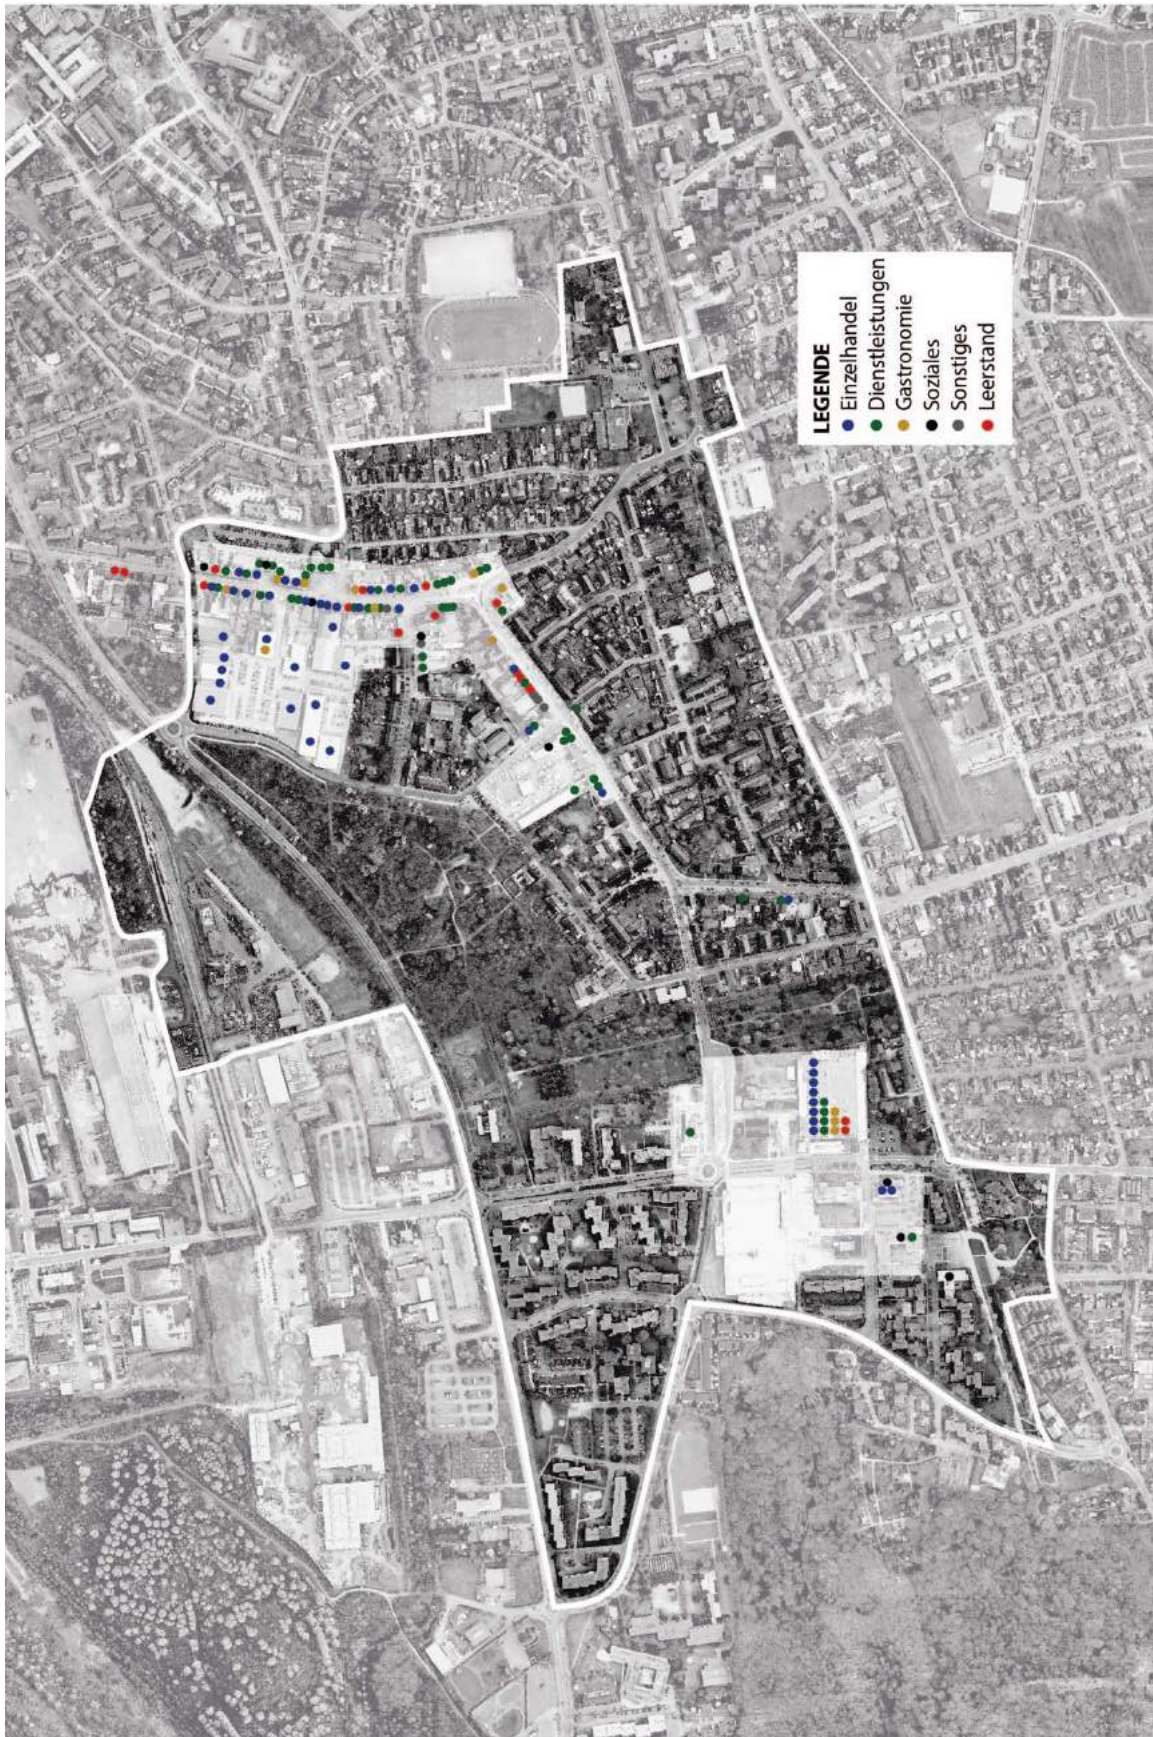 LEGENDE
Einzelhandel
Dienstleistungen
Gastronomie
Soziales
Sonstiges
Leerstand